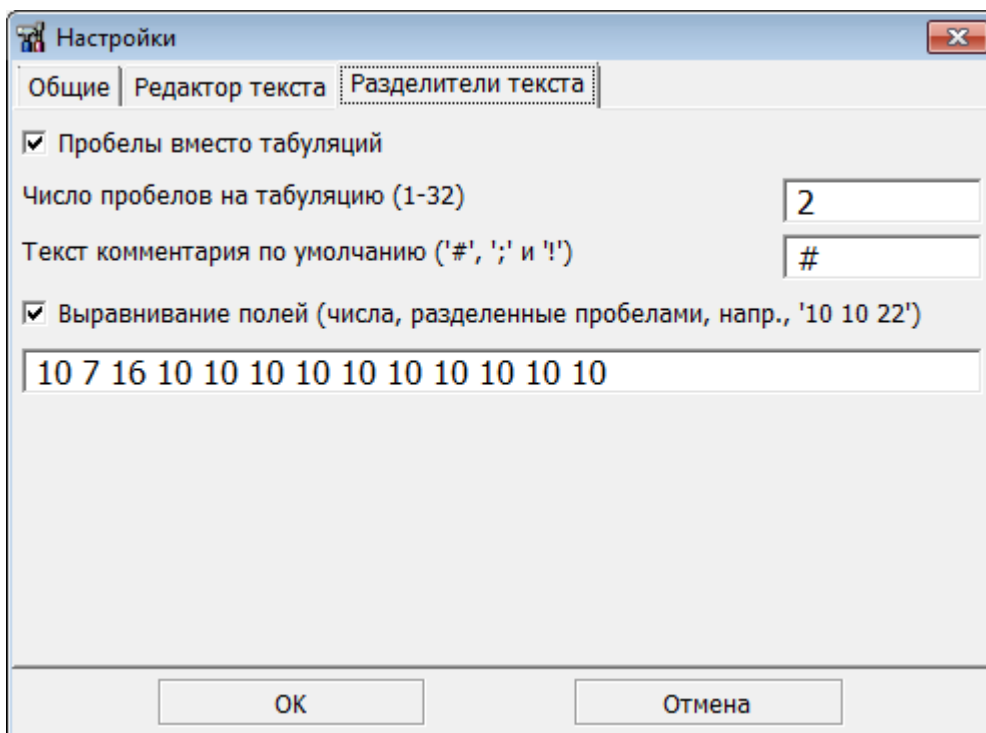 Настройки
Общие Редактор текста Разделители текста
Пробелы вместо табуляций
Число пробелов на табуляцию (1-32) 2
Текст комментария по умолчанию ('#', ';' и '!') #
Выравнивание полей (числа, разделенные пробелами, напр., '10 10 22')
10 7 16 10 10 10 10 10 10 10 10 10 10
ОК Отмена